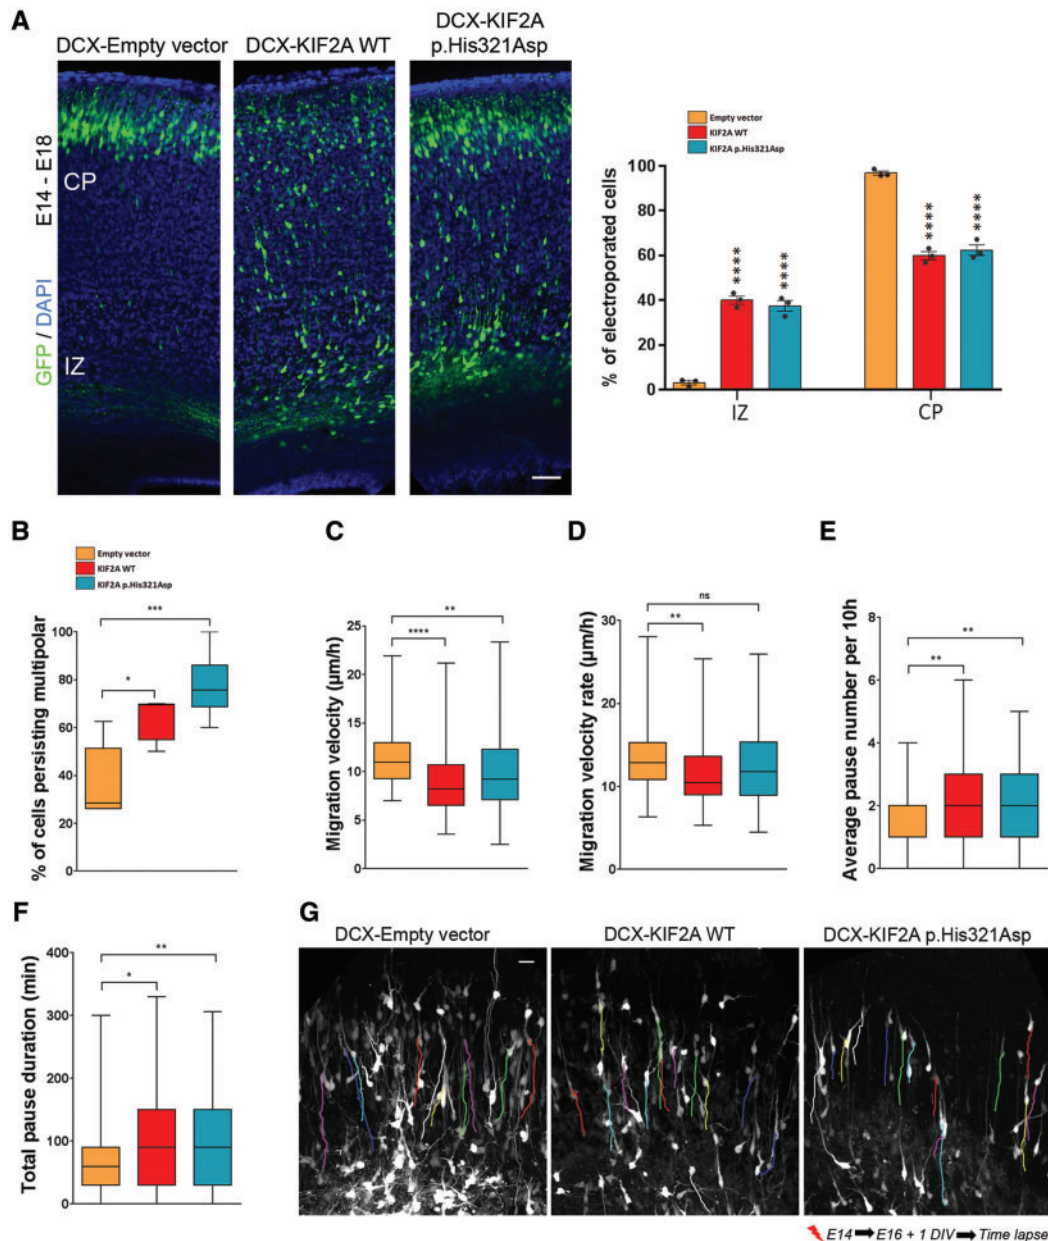 A
DCX-Empty vector
DCX-KIF2A WT
DCX-KIF2A
p.His321Asp
GFP / DAPI
E14 - E18
CP
IZ
Empty vector
KIF2A WT
KIF2A p.His321Asp
% of electroporated cells
100
80
60
40
20
0
****
****
****
****
IZ
CP
B
Empty vector
KIF2A WT
KIF2A p.His321Asp
% of cells persisting multipolar
100
80
60
40
20
0
*
***
C
Migration velocity (µm/h)
25
20
15
10
5
0
****
**
D
Migration velocity rate (µm/h)
30
20
10
0
**
ns
E
Average pause number per 10h
8
6
4
2
0
**
**
F
Total pause duration (min)
400
300
200
100
0
*
**
G
DCX-Empty vector
DCX-KIF2A WT
DCX-KIF2A p.His321Asp
E14 ➡ E16 + 1 DIV ➡ Time lapse